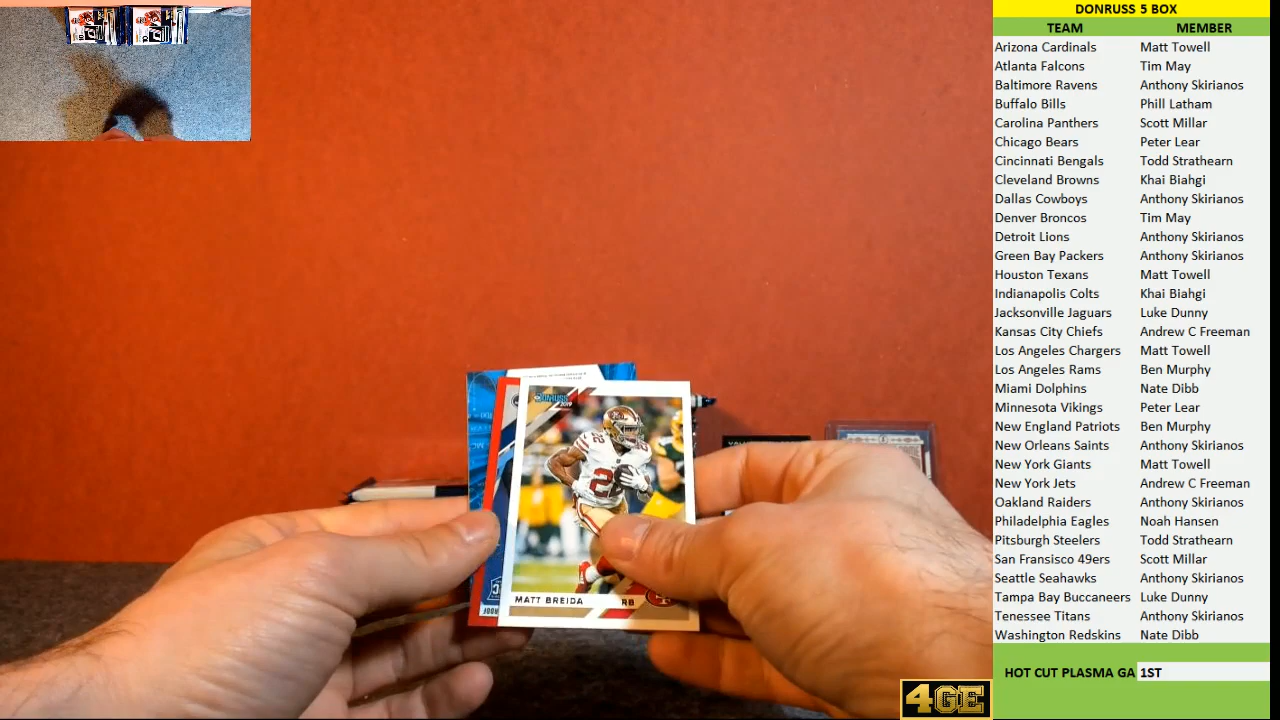 DONRUSS 5 BOX
TEAM MEMBER
Arizona Cardinals Matt Towell
Atlanta Falcons Tim May
Baltimore Ravens Anthony Skirianos
Buffalo Bills Phill Latham
Carolina Panthers Scott Millar
Chicago Bears Peter Lear
Cincinnati Bengals Todd Strathearn
Cleveland Browns Khai Biahgi
Dallas Cowboys Anthony Skirianos
Denver Broncos Tim May
Detroit Lions Anthony Skirianos
Green Bay Packers Anthony Skirianos
Houston Texans Matt Towell
Indianapolis Colts Khai Biahgi
Jacksonville Jaguars Luke Dunny
Kansas City Chiefs Andrew C Freeman
Los Angeles Chargers Matt Towell
Los Angeles Rams Ben Murphy
Miami Dolphins Nate Dibb
Minnesota Vikings Peter Lear
New England Patriots Ben Murphy
New Orleans Saints Anthony Skirianos
New York Giants Matt Towell
New York Jets Andrew C Freeman
Oakland Raiders Anthony Skirianos
Philadelphia Eagles Noah Hansen
Pitsburgh Steelers Todd Strathearn
San Fransisco 49ers Scott Millar
Seattle Seahawks Anthony Skirianos
Tampa Bay Buccaneers Luke Dunny
Tenessee Titans Anthony Skirianos
Washington Redskins Nate Dibb
HOT CUT PLASMA GA 1ST
DONRUSS
2019
22
MATT BREIDA RB
4GE